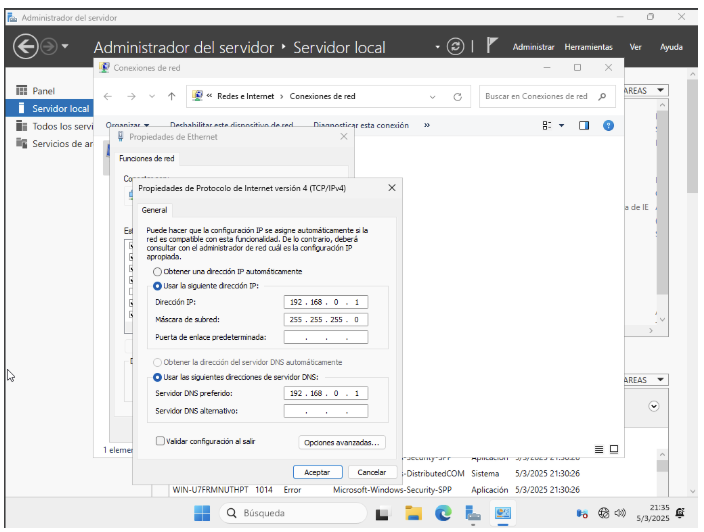 Administrador del servidor
Administrador del servidor • Servidor local
Administrar Herramientas Ver Ayuda
Panel
Servidor local
Todos los servi
Servicios de ar
AREAS
a de IE
AREAS
Conexiones de red
« Redes e Internet > Conexiones de red
Buscar en Conexiones de red
Organizar Deshabilitar este dispositivo de red Diagnosticar esta conexión »
Propiedades de Ethernet
Funciones de red
Propiedades de Protocolo de Internet versión 4 (TCP/IPv4)
General
Puede hacer que la configuración IP se asigne automáticamente si la
red es compatible con esta funcionalidad. De lo contrario, deberá
consultar con el administrador de red cuál es la configuración IP
apropiada.
Obtener una dirección IP automáticamente
Usar la siguiente dirección IP:
Dirección IP: 192 . 168 . 0 . 1
Máscara de subred: 255 . 255 . 255 . 0
Puerta de enlace predeterminada: . . .
Obtener la dirección del servidor DNS automáticamente
Usar las siguientes direcciones de servidor DNS:
Servidor DNS preferido: 192 . 168 . 0 . 1
Servidor DNS alternativo: . . .
Validar configuración al salir
Opciones avanzadas...
Aceptar Cancelar
1 elemen
-Security-SPP Aplicación 5/3/2025 21:30:26
-DistributedCOM Sistema 5/3/2025 21:30:26
WIN-U7FRMNUTHPT 1014 Error Microsoft-Windows-Security-SPP Aplicación 5/3/2025 21:30:26
Búsqueda
21:35
5/3/2025